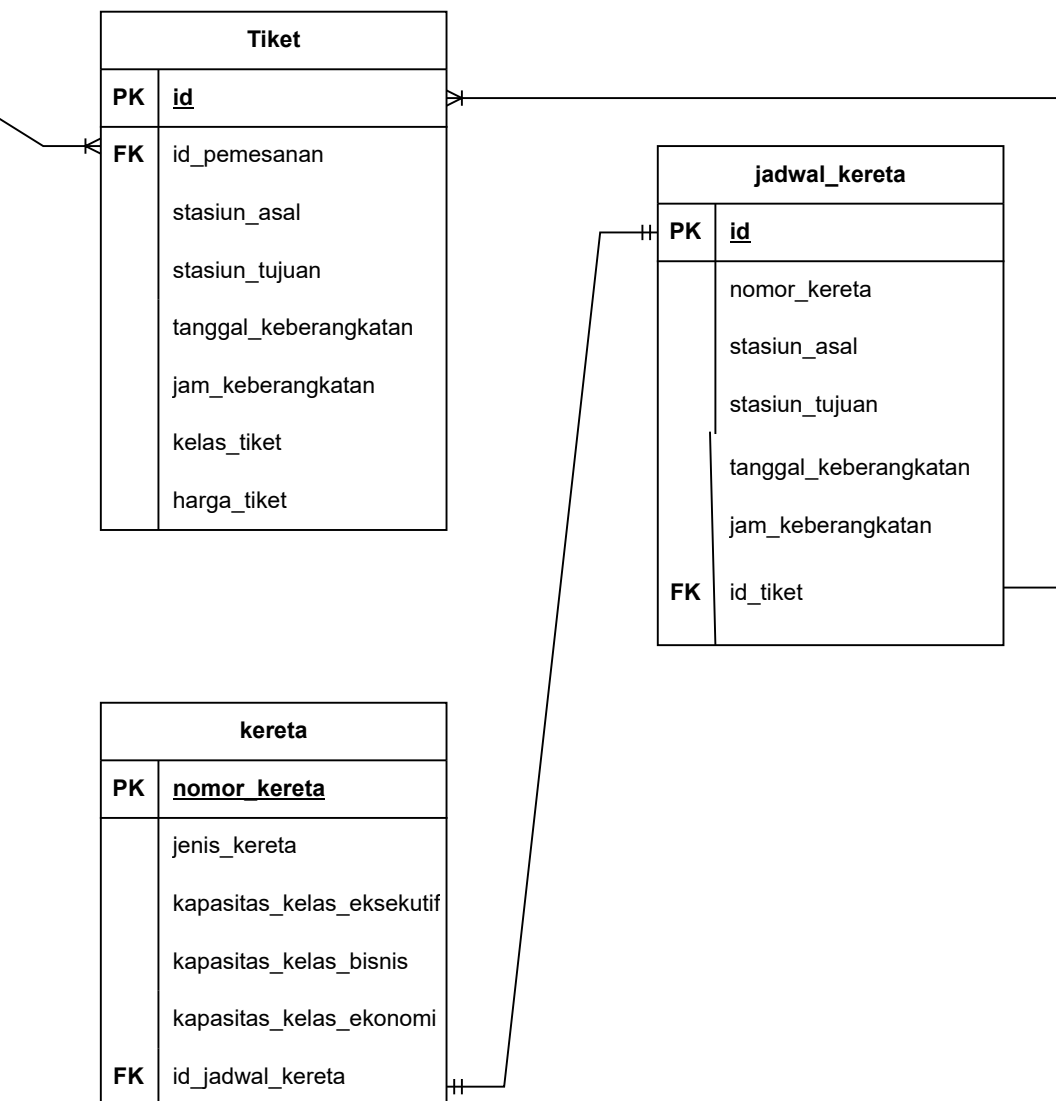 Tiket
PK id
FK id_pemesanan
stasiun_asal
stasiun_tujuan
tanggal_keberangkatan
jam_keberangkatan
kelas_tiket
harga_tiket
jadwal_kereta
PK id
nomor_kereta
stasiun_asal
stasiun_tujuan
tanggal_keberangkatan
jam_keberangkatan
FK id_tiket
kereta
PK nomor_kereta
jenis_kereta
kapasitas_kelas_eksekutif
kapasitas_kelas_bisnis
kapasitas_kelas_ekonomi
FK id_jadwal_kereta